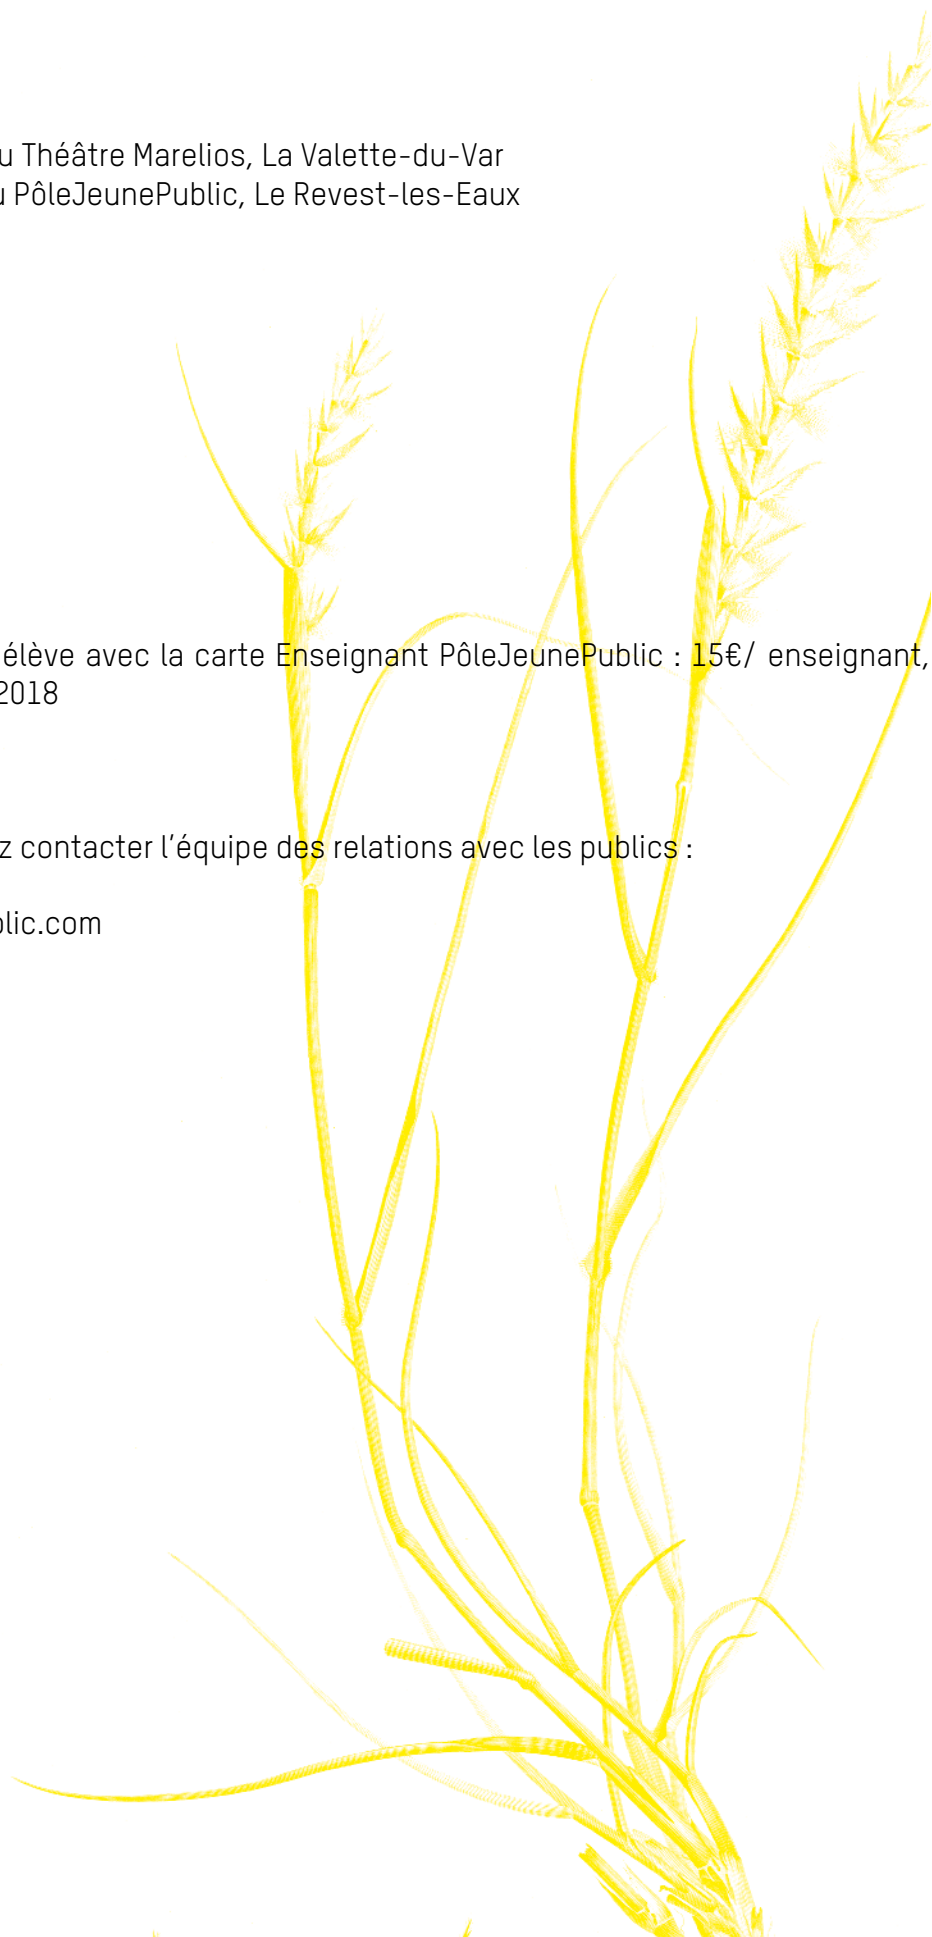 u Théâtre Marelios, La Valette-du-Var
u PôleJeunePublic, Le Revest-les-Eaux
élève avec la carte Enseignant PôleJeunePublic : 15€/ enseignant,
2018
z contacter l'équipe des relations avec les publics :
blic.com